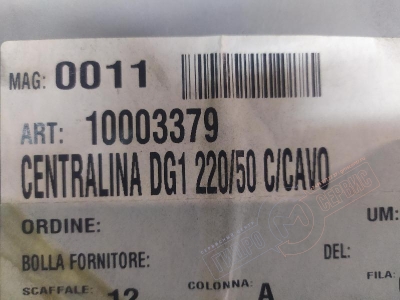 MAG: 0011
ART: 10003379
CENTRALINA DG1 220/50 C/CAVO
ORDINE:
UM:
BOLLA FORNITORE:
DEL:
SCAFFALE: 12
COLONNA: A
FILA: